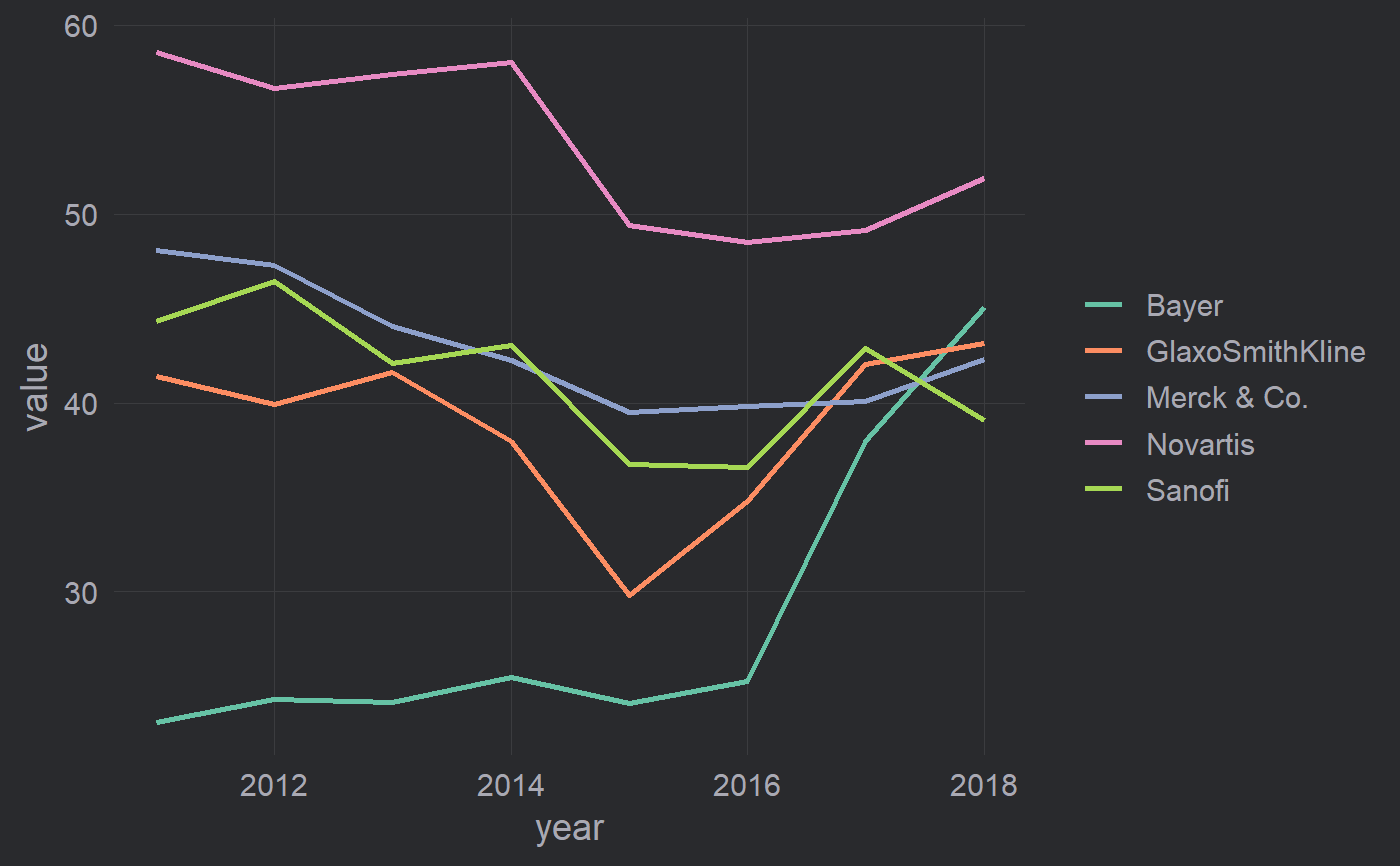 60
50
40
30
value
2012
2014
2016
2018
year
Bayer
GlaxoSmithKline
Merck & Co.
Novartis
Sanofi